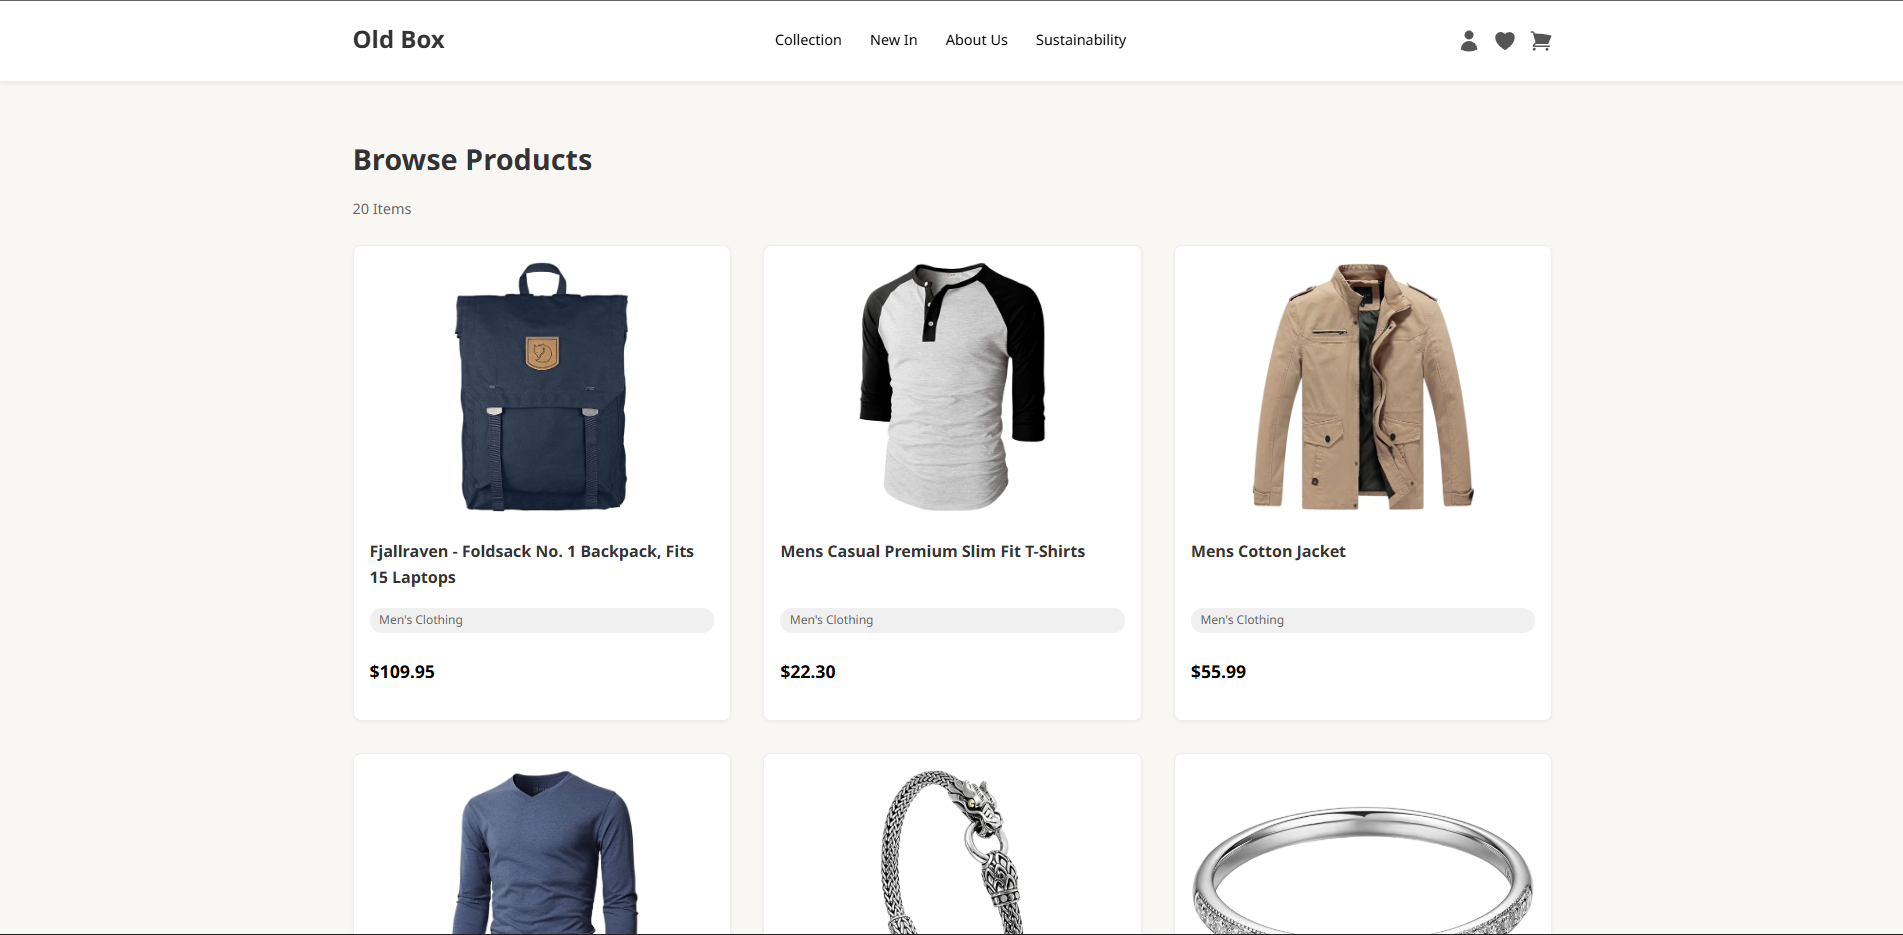 Old Box
Collection
New In
About Us
Sustainability
Browse Products
20 Items
Fjallraven - Foldsack No. 1 Backpack, Fits
15 Laptops
Men's Clothing
$109.95
Mens Casual Premium Slim Fit T-Shirts
Men's Clothing
$22.30
Mens Cotton Jacket
Men's Clothing
$55.99